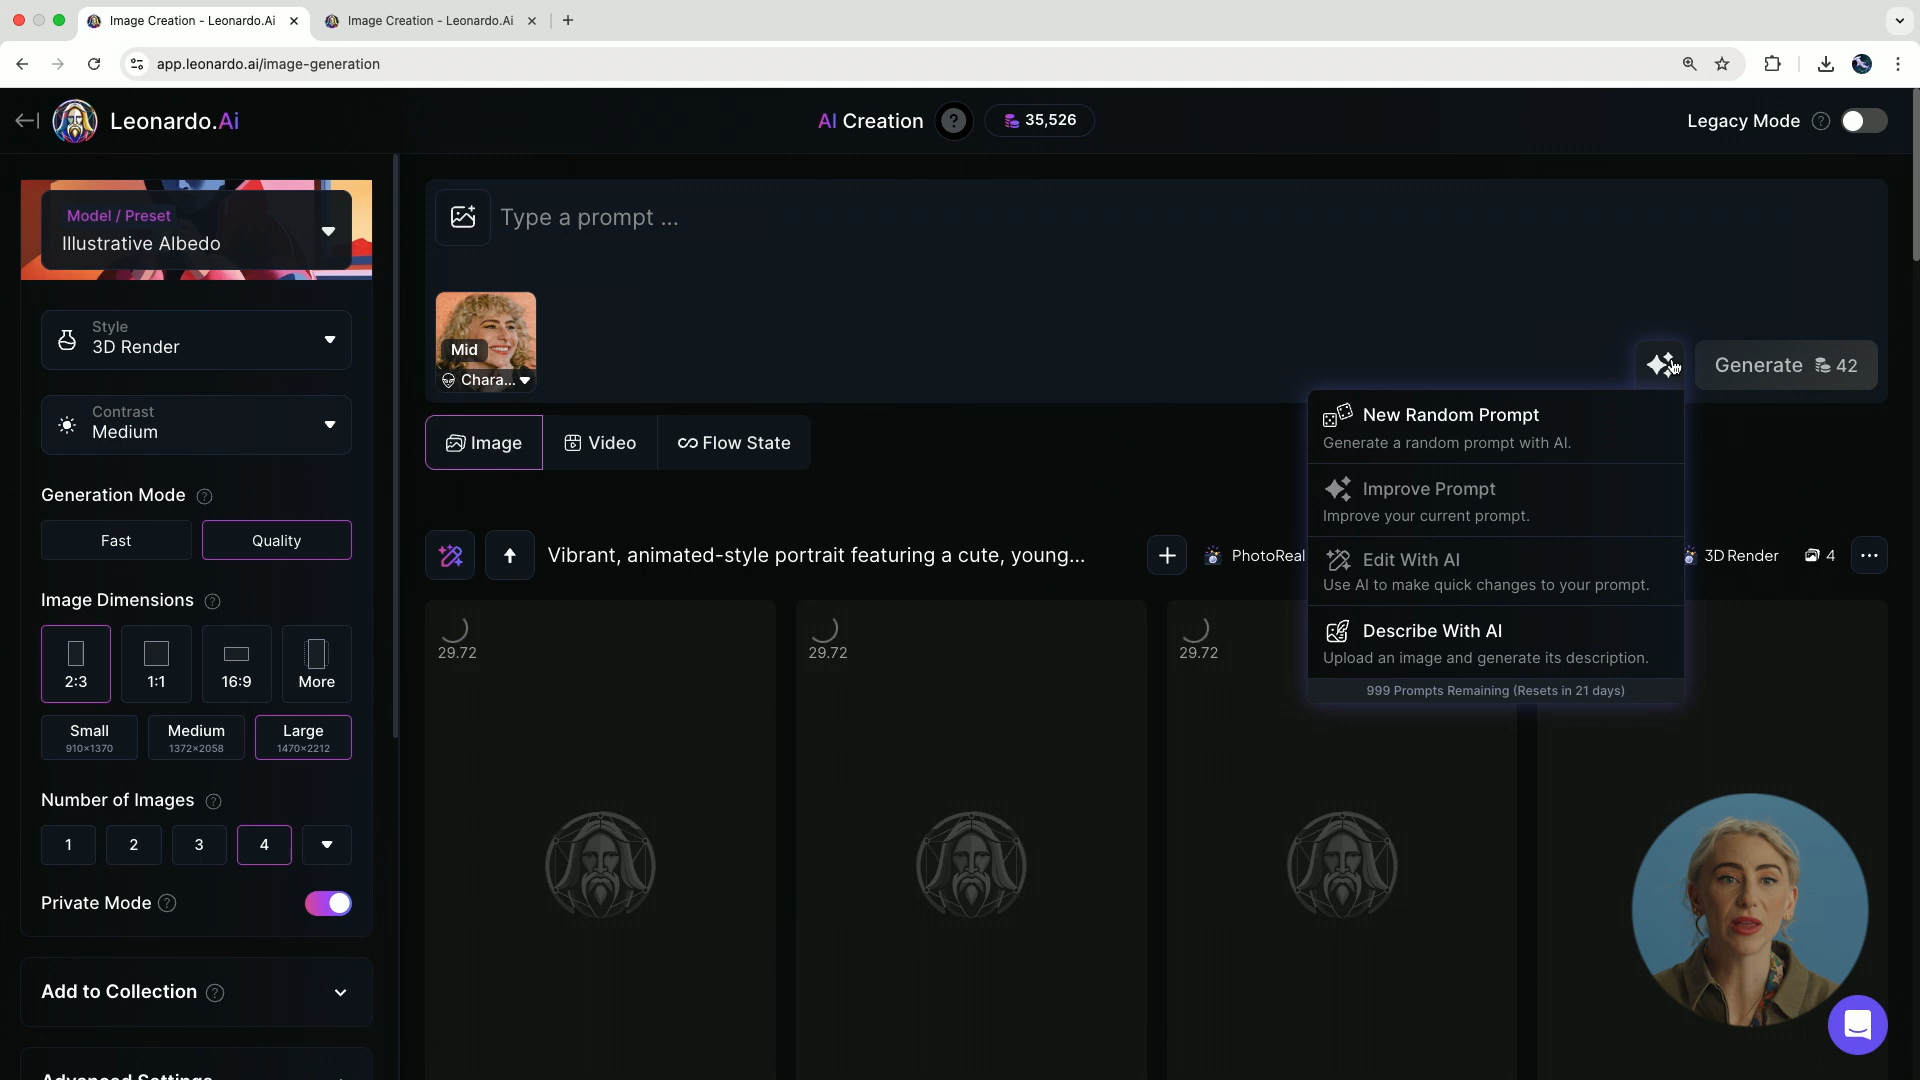 Image Creation - Leonardo.Ai
Image Creation - Leonardo.Ai
app.leonardo.ai/image-generation
Leonardo.Ai
AI Creation ? 35,526
Legacy Mode ?
Model / Preset
Illustrative Albedo
Style
3D Render
Contrast
Medium
Generation Mode ?
Fast
Quality
Image Dimensions ?
2:3
1:1
16:9
More
Small
910×1370
Medium
1372×2058
Large
1470×2212
Number of Images ?
1
2
3
4
Private Mode ?
Add to Collection ?
Advanced Settings
Type a prompt ...
Mid
Chara...
Generate 42
Image
Video
Flow State
New Random Prompt
Generate a random prompt with AI.
Improve Prompt
Improve your current prompt.
Edit With AI
Use AI to make quick changes to your prompt.
Describe With AI
Upload an image and generate its description.
999 Prompts Remaining (Resets in 21 days)
Vibrant, animated-style portrait featuring a cute, young...
PhotoReal
3D Render
4
29.72
29.72
29.72